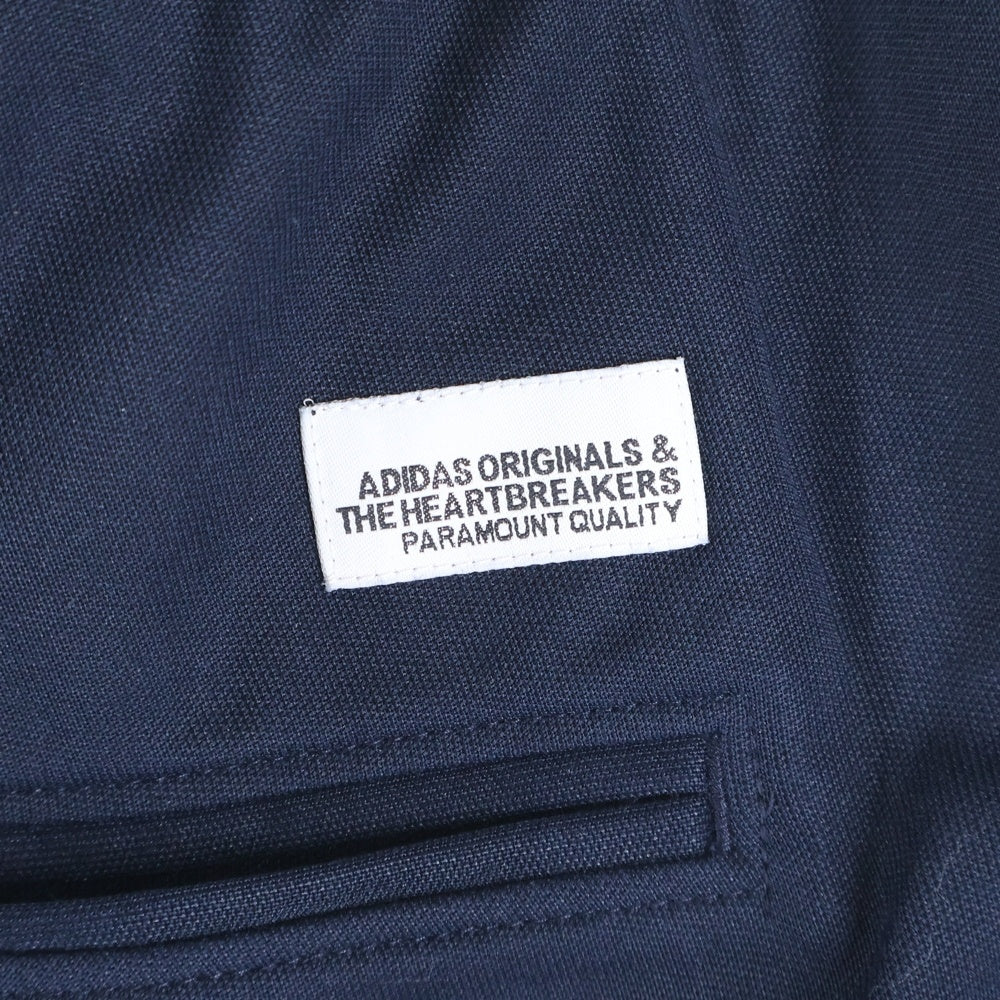 ADIDAS ORIGINALS &
THE HEARTBREAKERS
PARAMOUNT QUALITY